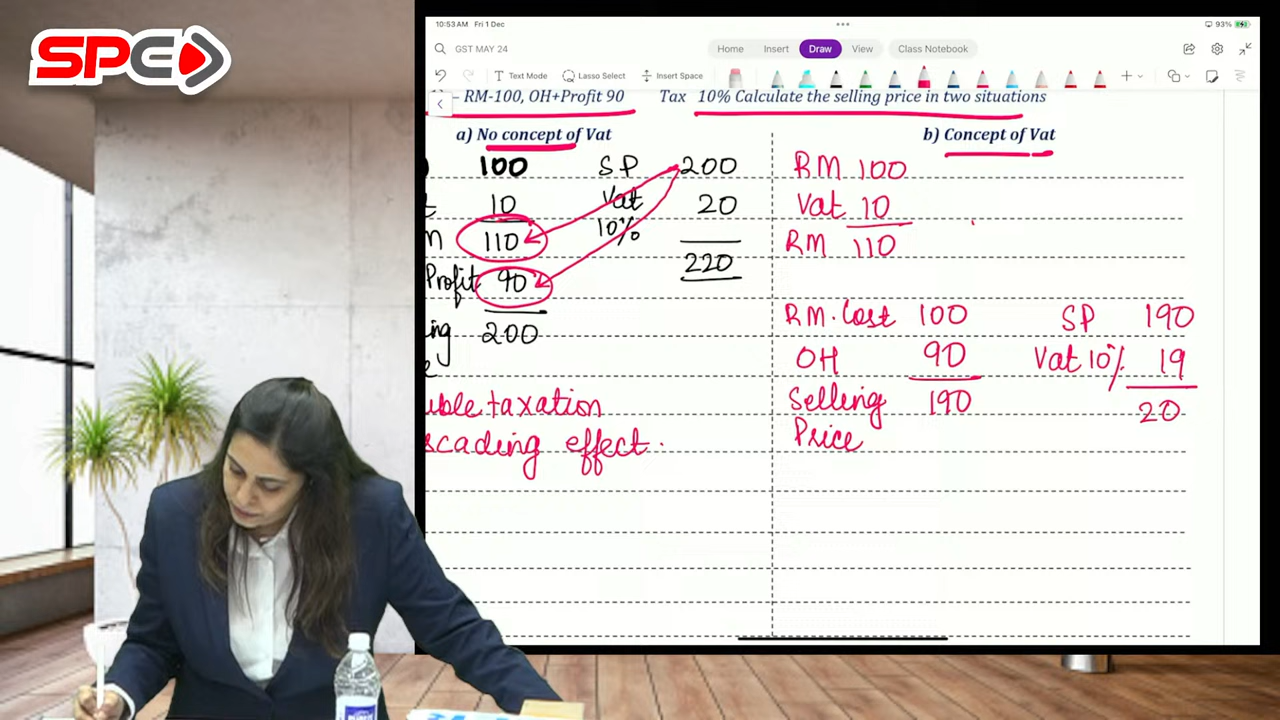 SPED
10:53 AM Fri 1 Dec
93%
GST MAY 24
Home Insert Draw View Class Notebook
Text Mode Lasso Select Insert Space
– RM-100, OH+Profit 90 Tax 10% Calculate the selling price in two situations
a) No concept of Vat
100 SP 200
10 Vat 20
110 10%
220
Profit 90
ing 200
uble taxation
scading effect.
b) Concept of Vat
RM 100
Vat 10
RM 110
RM. Cost 100 SP 190
OH 90 Vat 10% 19
Selling 190 20
Price